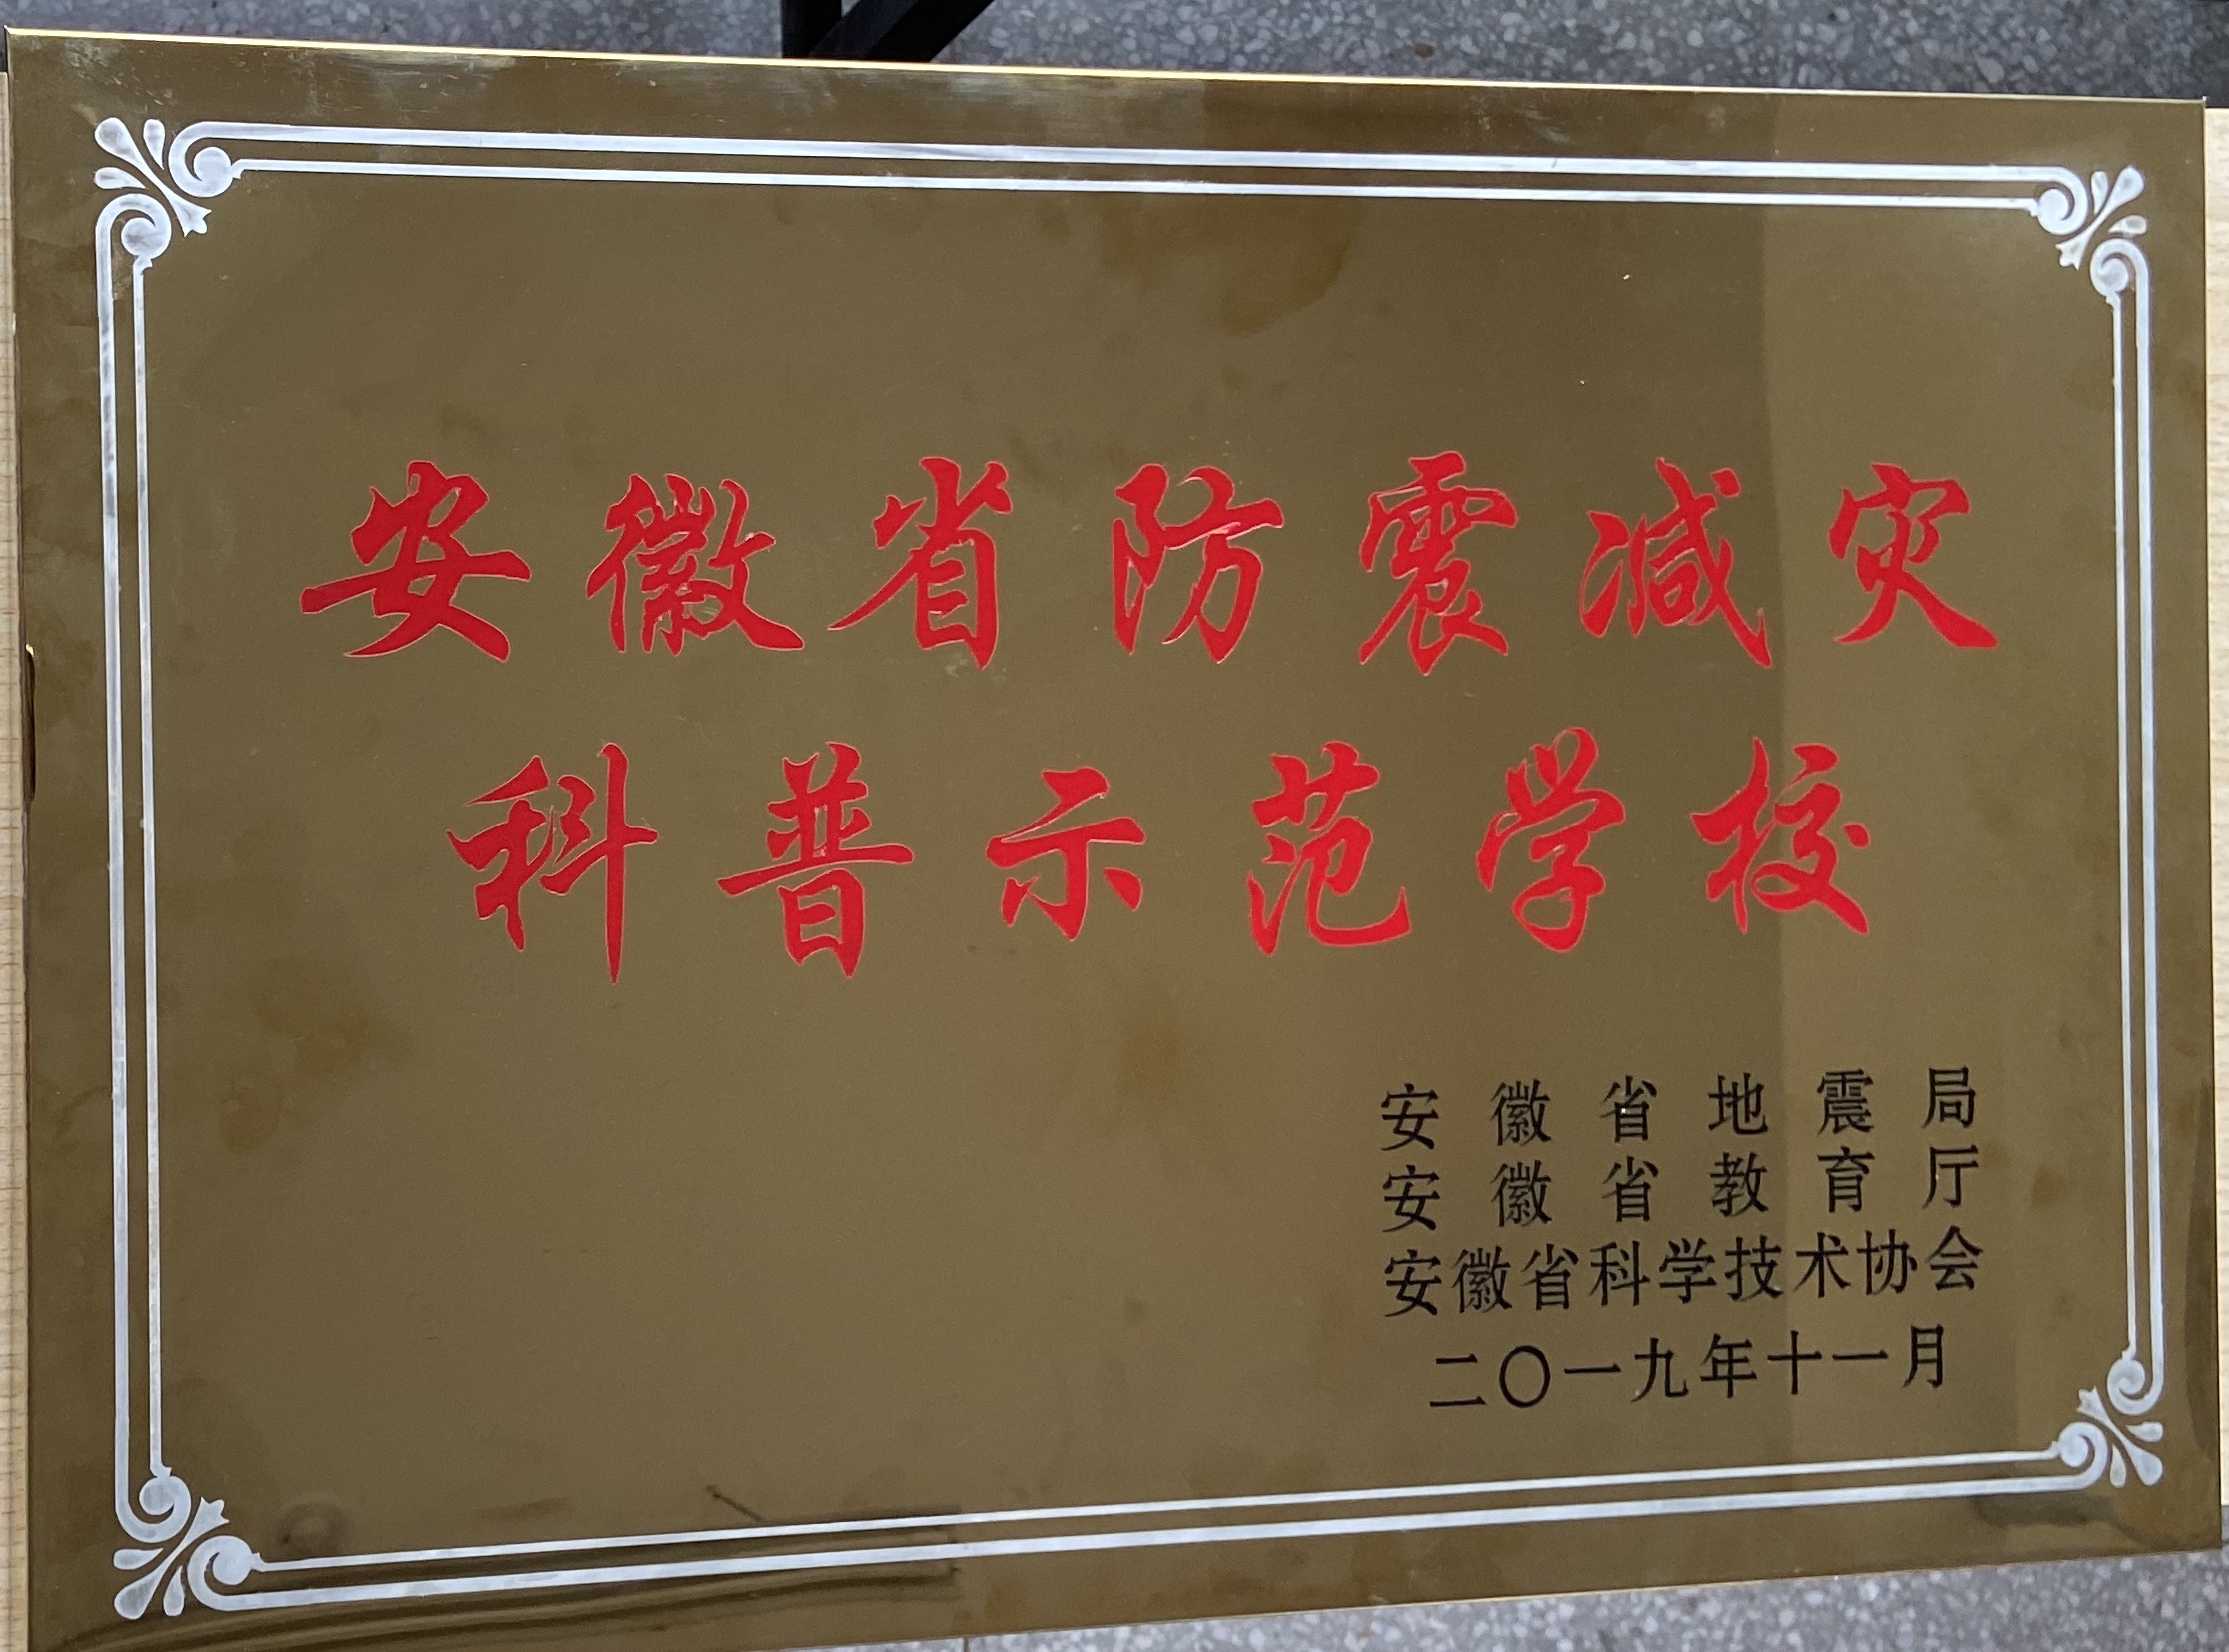 安徽省防震减灾
科普示范学校
安徽省地震局
安徽省教育厅
安徽省科学技术协会
二〇一九年十一月